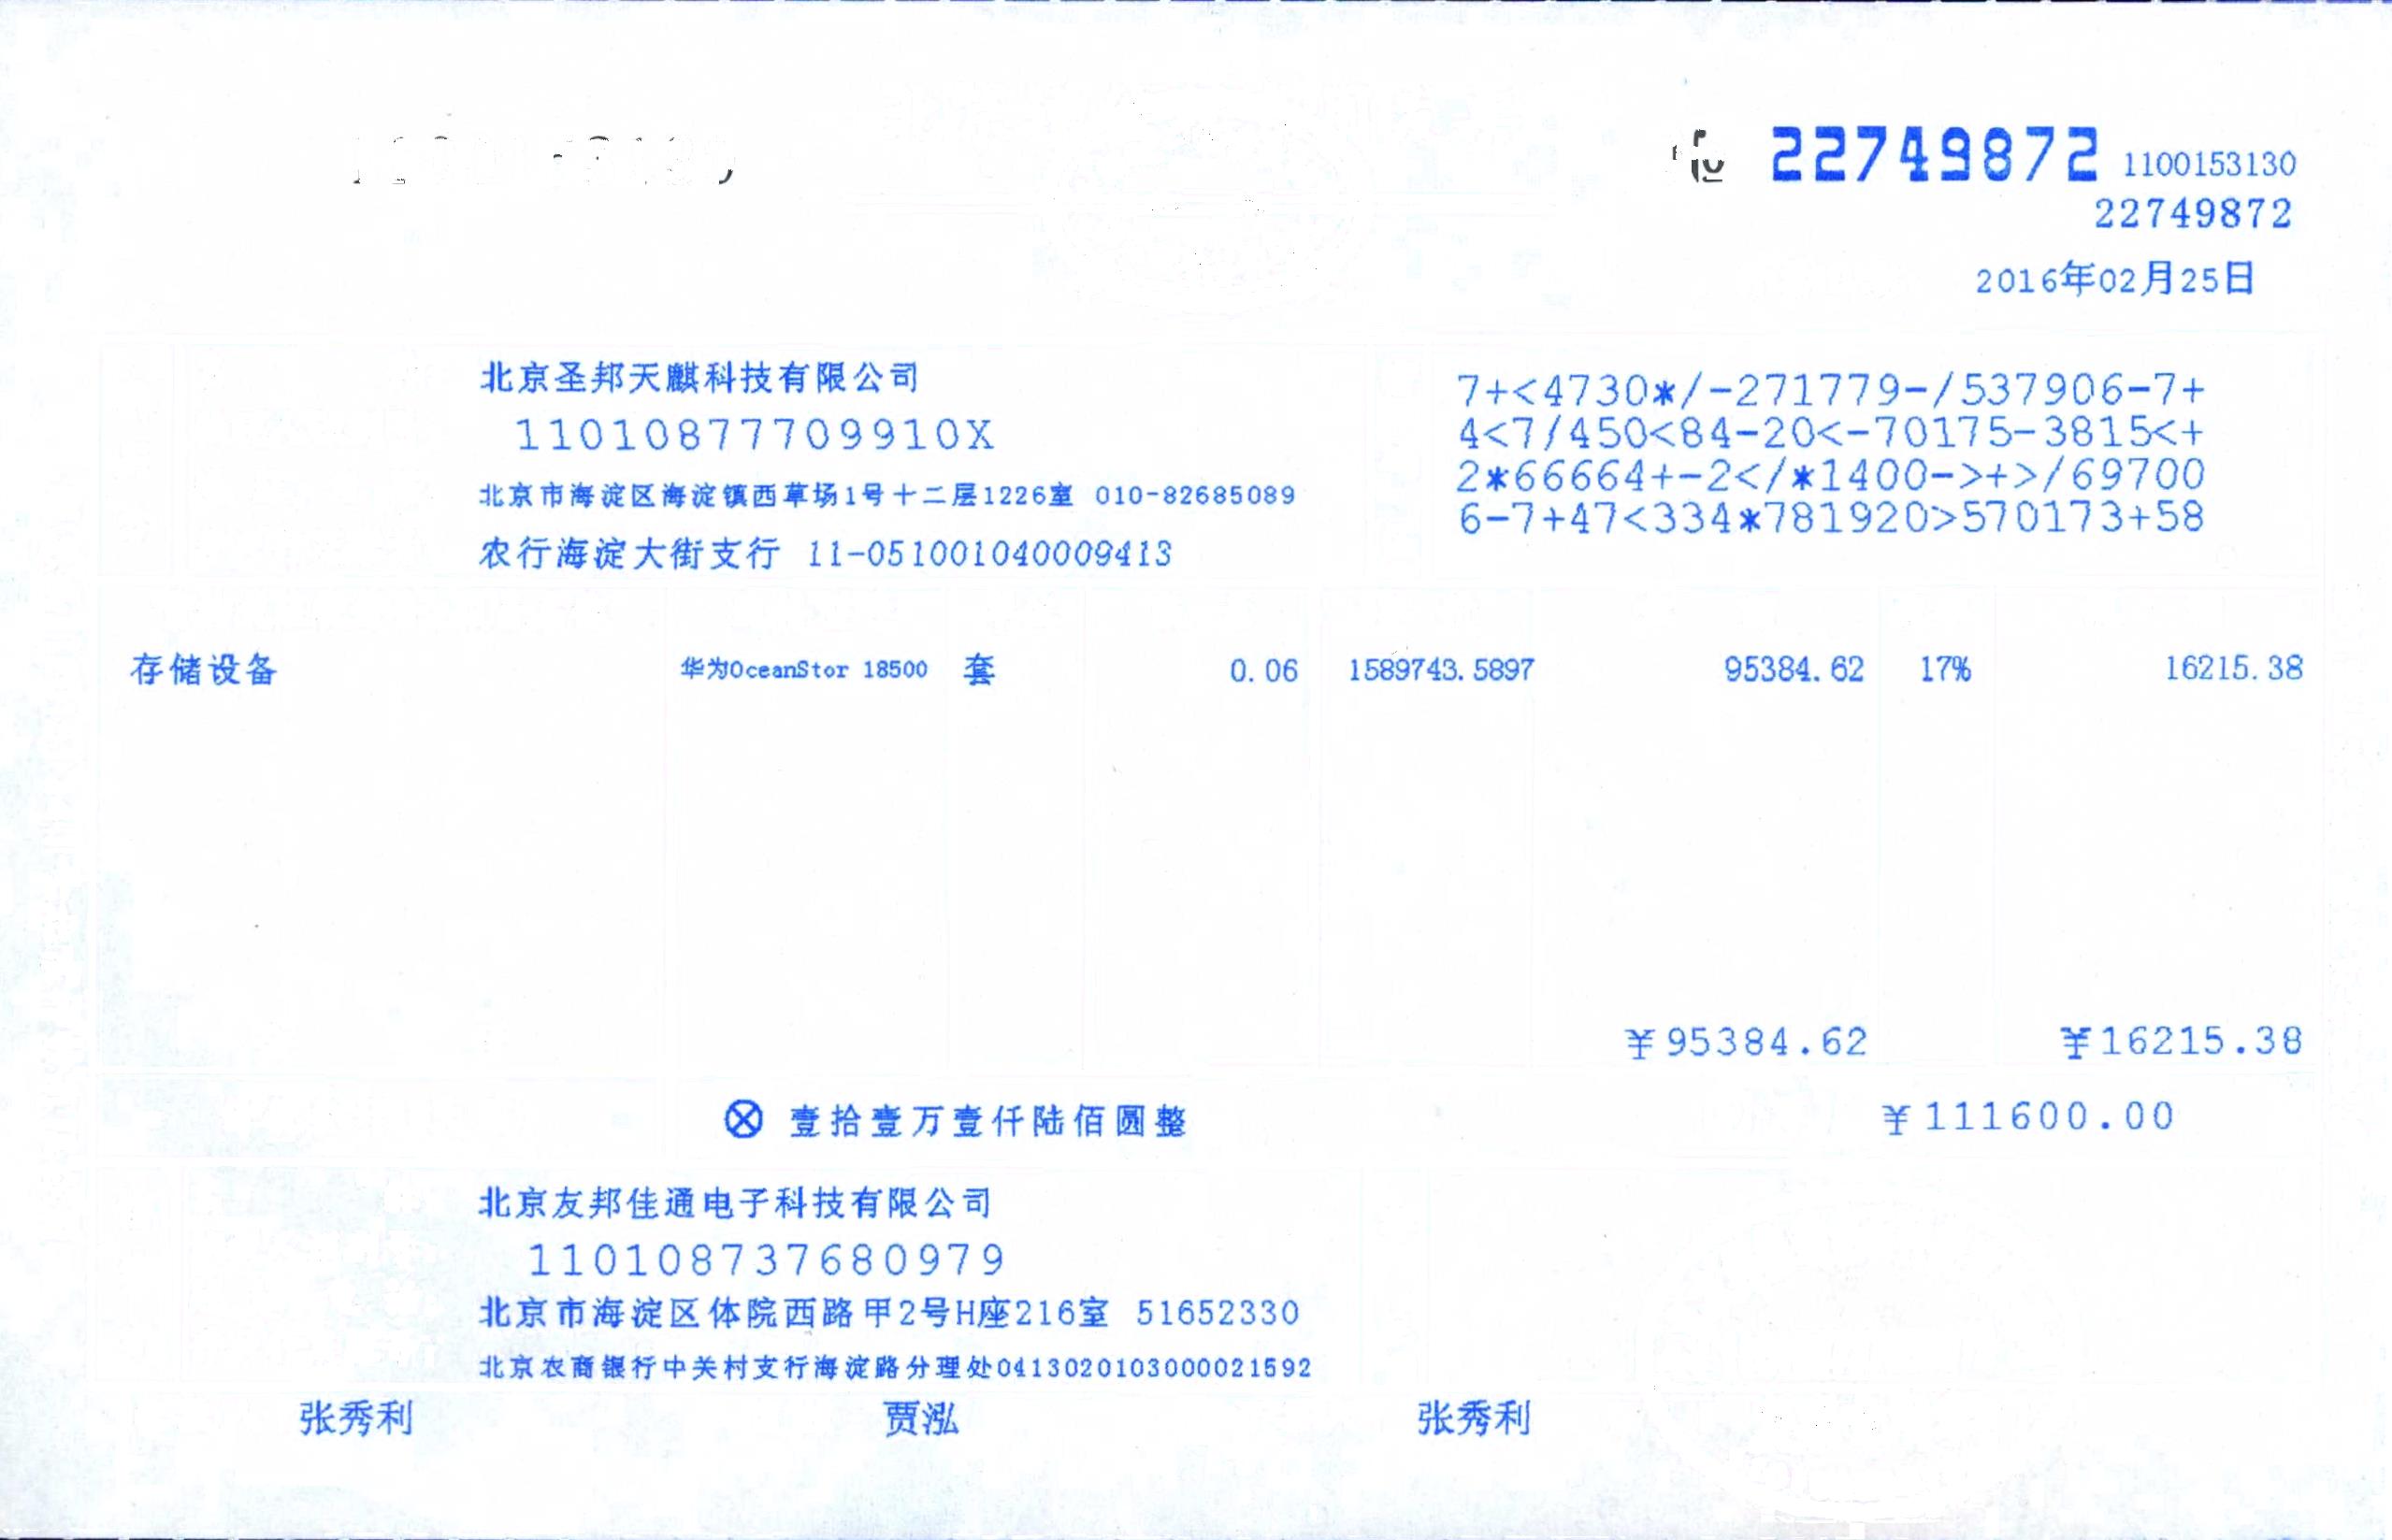 22749872 1100153130
22749872
2016年02月25日
北京圣邦天麒科技有限公司
11010877709910X
北京市海淀区海淀镇西草场1号十二层1226室 010-82685089
农行海淀大街支行 11-051001040009413
7+<4730*/-271779-/537906-7+
4<7/450<84-20<-70175-3815<+
2*66664+-2</*1400->+>/69700
6-7+47<334*781920>570173+58
存储设备 华为OceanStor 18500 套 0.06 1589743.5897 95384.62 17% 16215.38
¥95384.62 ¥16215.38
ⓧ 壹拾壹万壹仟陆佰圆整 ¥111600.00
北京友邦佳通电子科技有限公司
110108737680979
北京市海淀区体院西路甲2号H座216室 51652330
北京农商银行中关村支行海淀路分理处0413020103000021592
张秀利 贾泓 张秀利